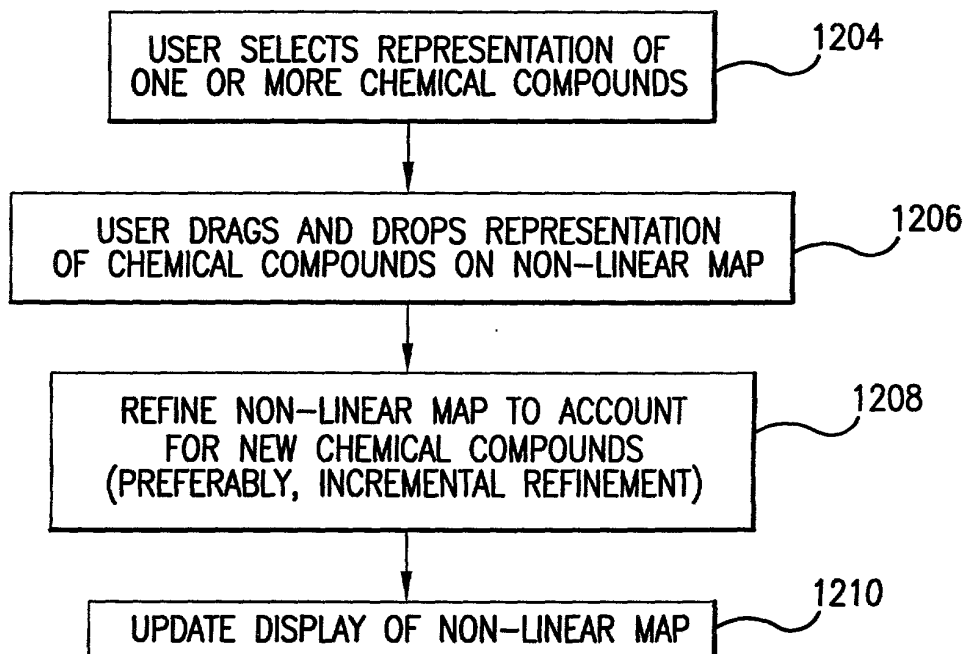 USER SELECTS REPRESENTATION OF
ONE OR MORE CHEMICAL COMPOUNDS
1204
USER DRAGS AND DROPS REPRESENTATION
OF CHEMICAL COMPOUNDS ON NON-LINEAR MAP
1206
REFINE NON-LINEAR MAP TO ACCOUNT
FOR NEW CHEMICAL COMPOUNDS
(PREFERABLY, INCREMENTAL REFINEMENT)
1208
UPDATE DISPLAY OF NON-LINEAR MAP
1210